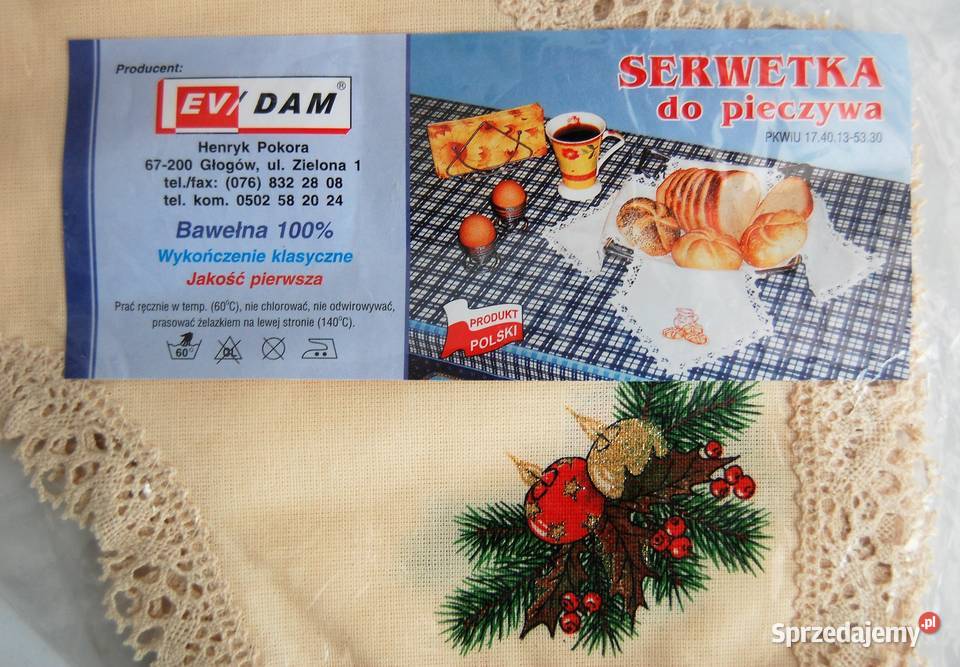 Producent:
EV/DAM®
Henryk Pokora
67-200 Głogów, ul. Zielona 1
tel./fax: (076) 832 28 08
tel. kom. 0502 58 20 24
Bawełna 100%
Wykończenie klasyczne
Jakość pierwsza
Prać ręcznie w temp. (60°C), nie chlorować, nie odwirowywać,
prasować żelazkiem na lewej stronie (140°C).
60° CL
SERWETKA
do pieczywa
PKWiU 17.40.13-53.30
PRODUKT
POLSKI
Sprzedajemy.pl